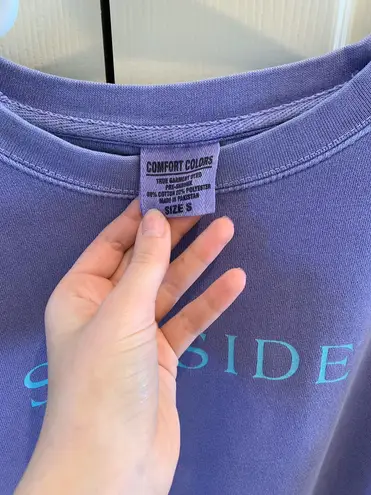 COMFORT COLORS
TRUE GARMENT DYED
PRE-SHRUNK
80% COTTON 20% POLYESTER
MADE IN PAKISTAN
SIZE S
S SIDE